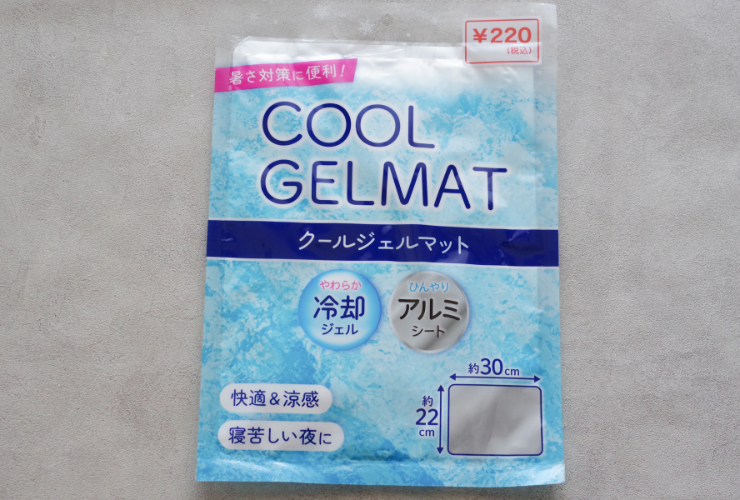 ¥220
(税込)
暑さ対策に便利!
COOL
GELMAT
クールジェルマット
やわらか
冷却
ジェル
ひんやり
アルミ
シート
快適&涼感
寝苦しい夜に
約30cm
約
22
cm